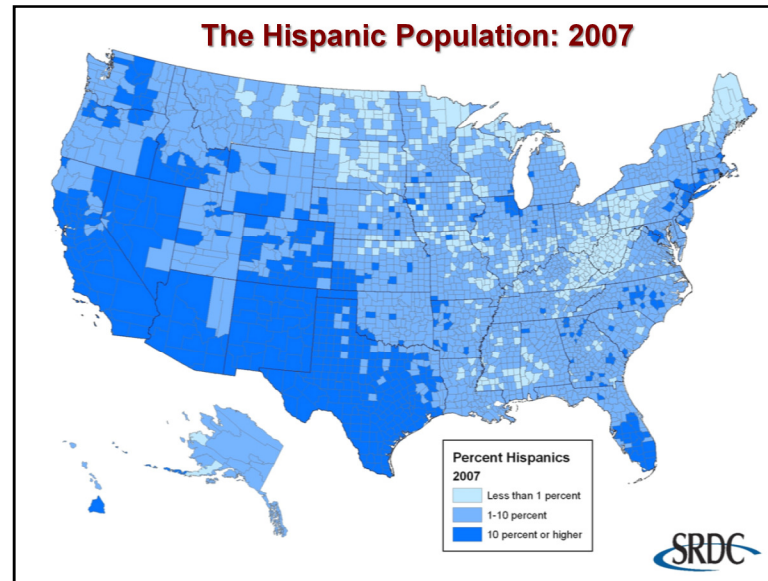 The Hispanic Population: 2007
Percent Hispanics
2007
Less than 1 percent
1-10 percent
10 percent or higher
SRDC